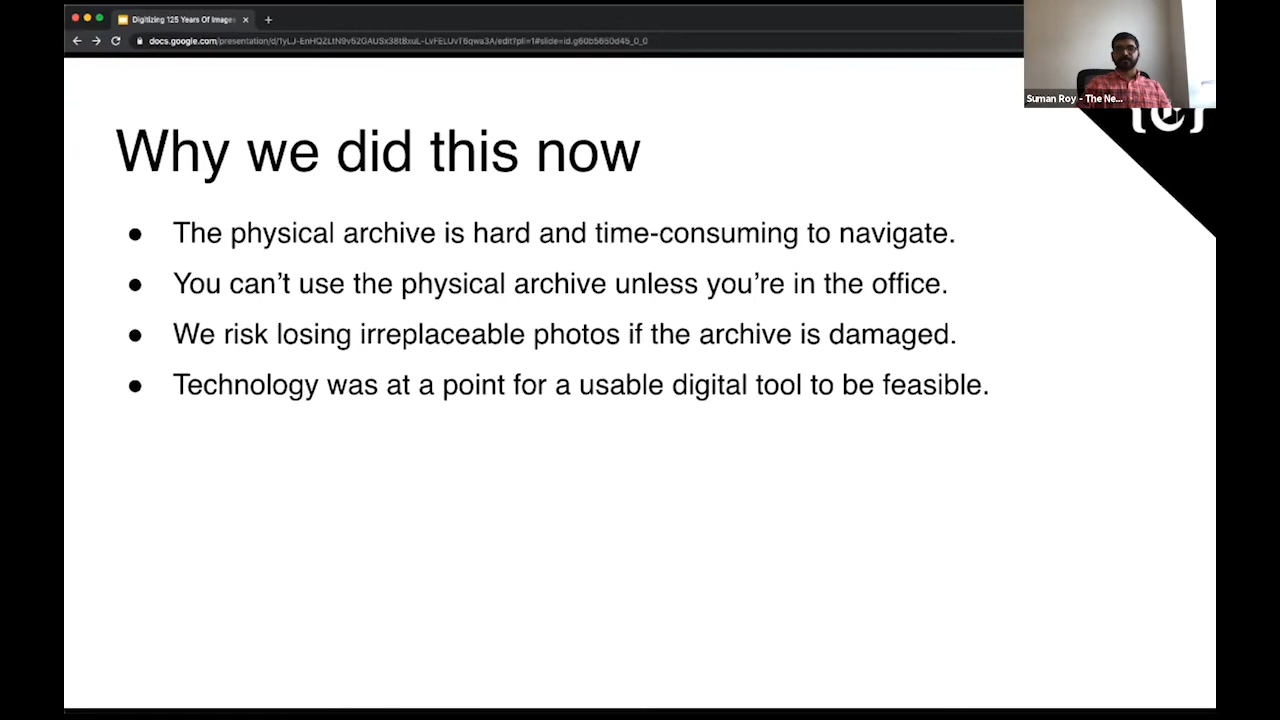 Digitizing 125 Years Of Image
docs.google.com/presentation/d/1yLJ-EnHQZLtN9v52GAUSx38tBxuL-LvFELUvT6qwa3A/edit?pli=1#slide=id.g60b5650d45_0_0
Suman Roy - The Ne...
Why we did this now
● The physical archive is hard and time-consuming to navigate.
● You can’t use the physical archive unless you’re in the office.
● We risk losing irreplaceable photos if the archive is damaged.
● Technology was at a point for a usable digital tool to be feasible.